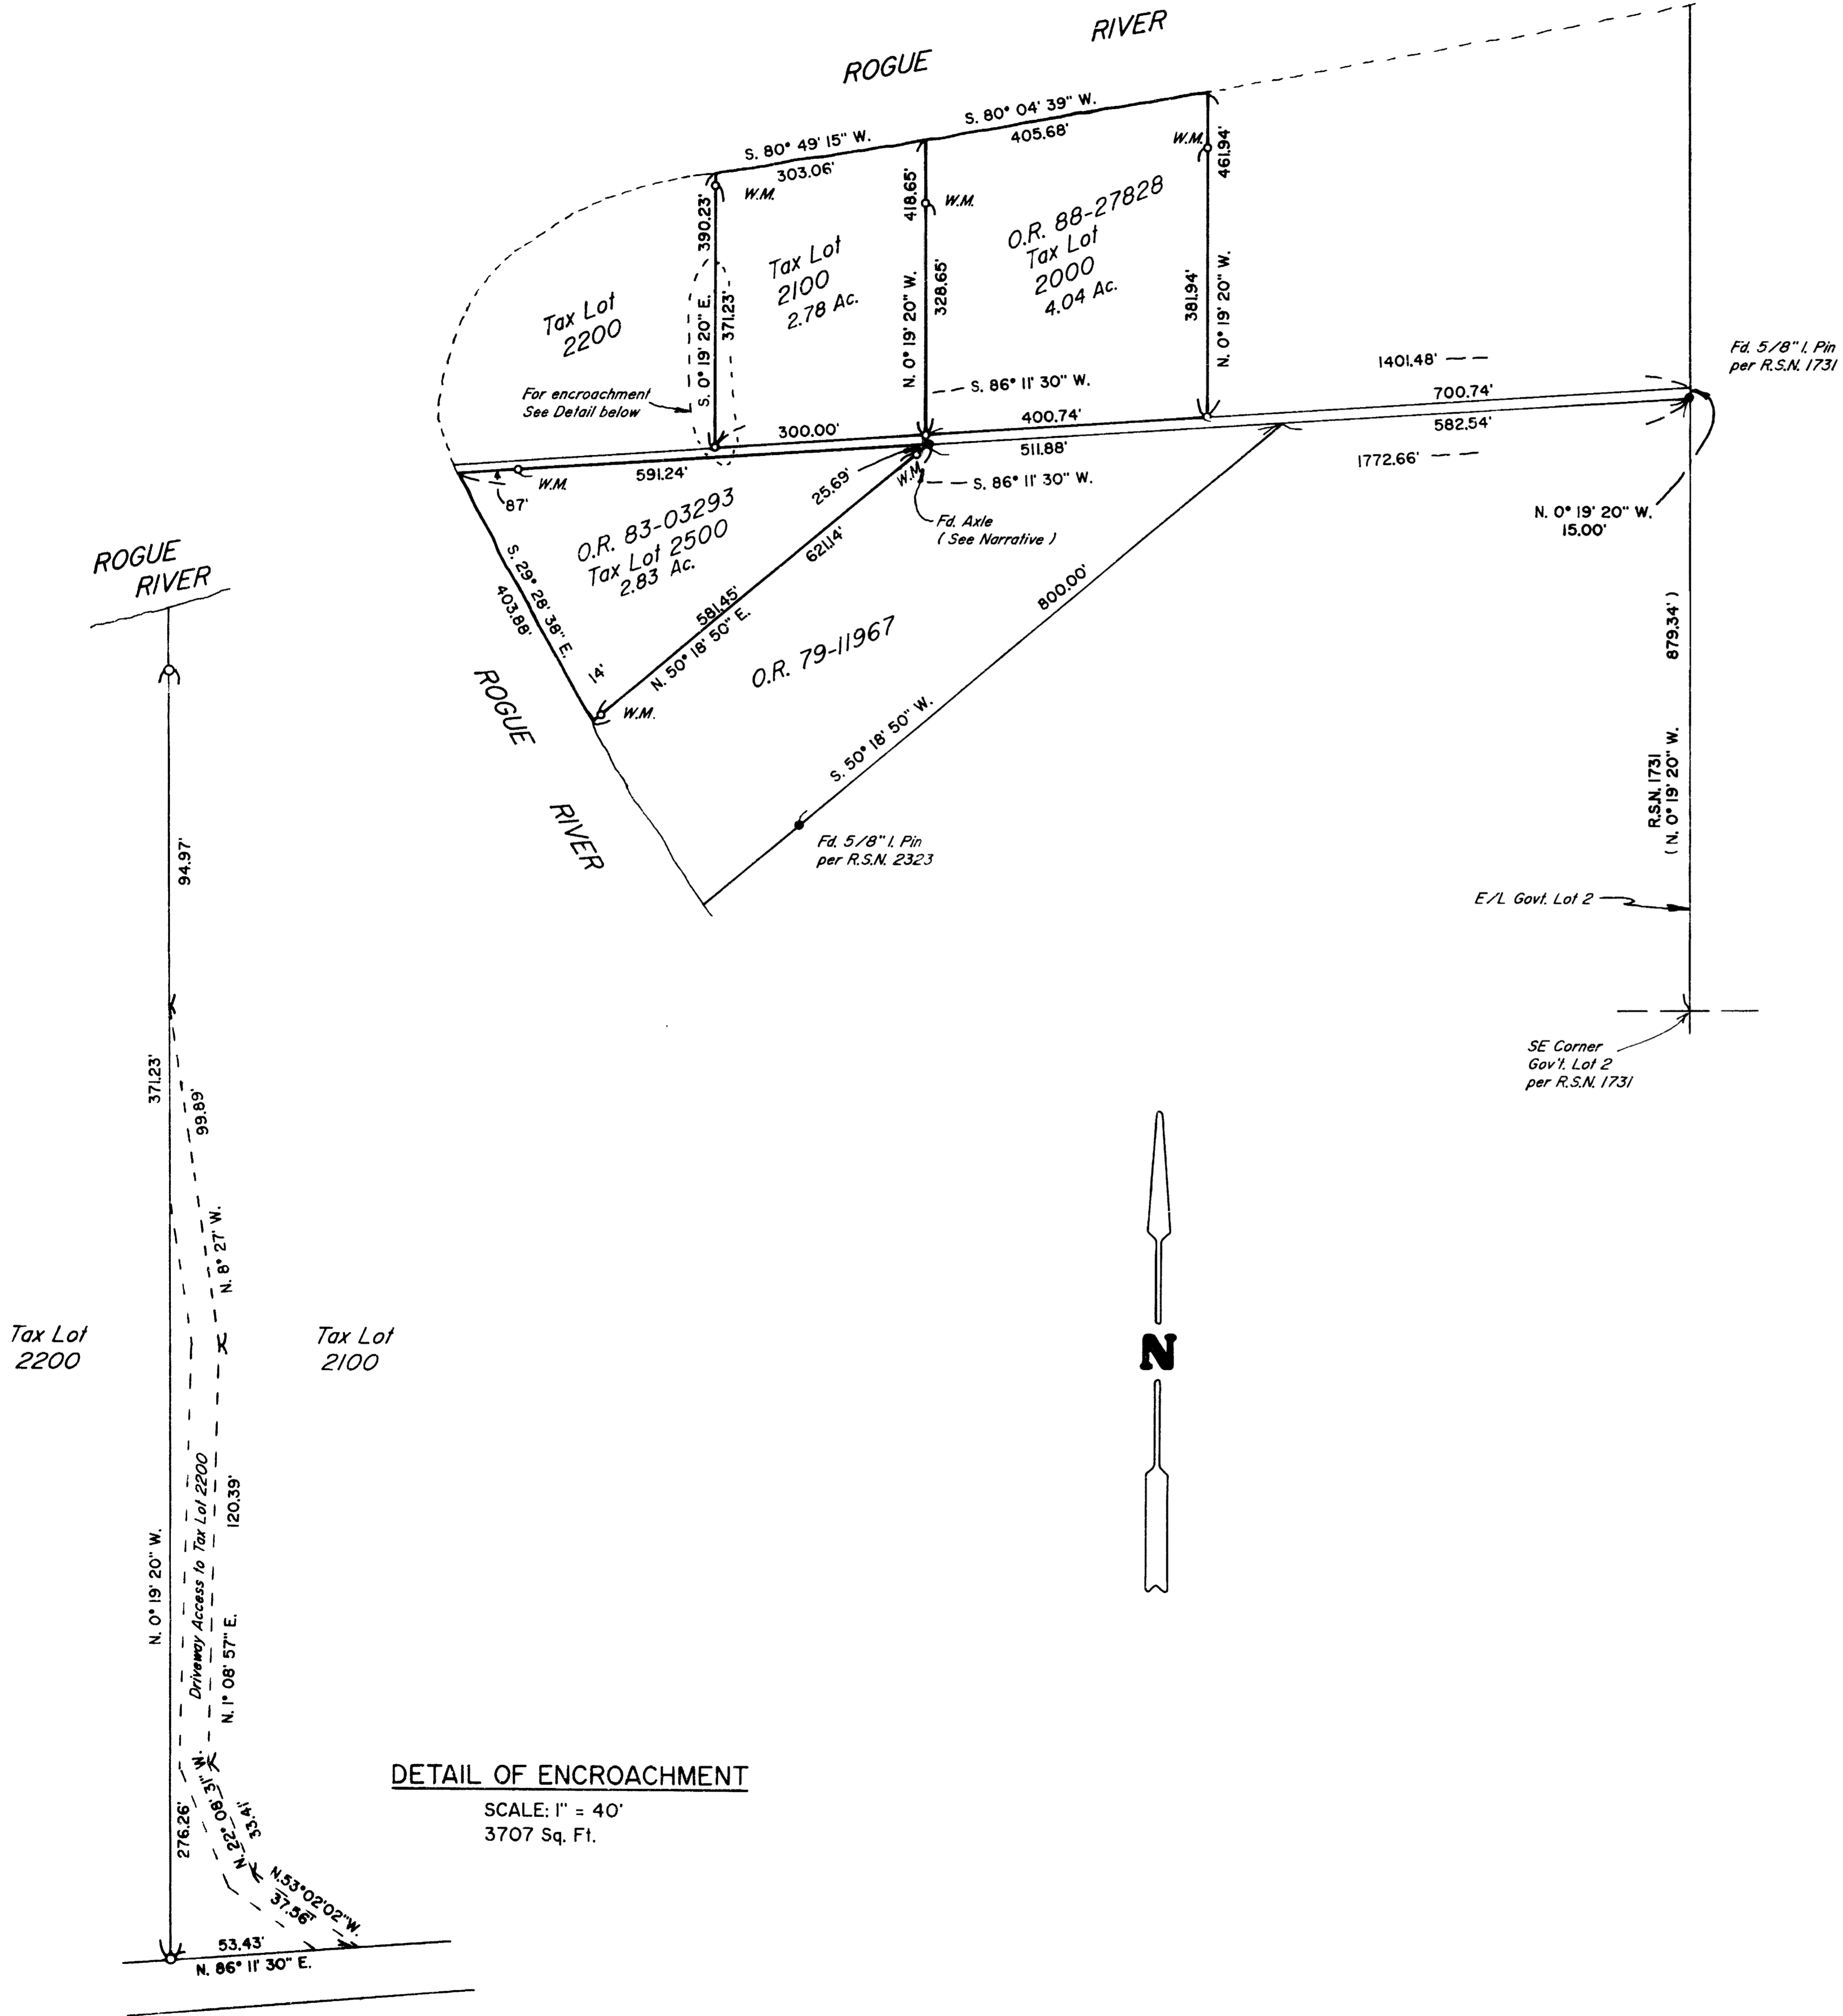 ROGUE RIVER
S. 80° 49' 15" W.
303.06'
S. 80° 04' 39" W.
405.68'
W.M.
390.23'
S. 0° 19' 20" E.
371.23'
Tax Lot
2100
2.78 Ac.
418.65'
W.M.
N. 0° 19' 20" W.
328.65'
O.R. 88-27828
Tax Lot
2000
4.04 Ac.
W.M.
461.94'
381.94'
N. 0° 19' 20" W.
Tax Lot
2200
For encroachment
See Detail below
S. 86° 11' 30" W.
300.00'
400.74'
1401.48'
700.74'
Fd. 5/8" I. Pin
per R.S.N. 1731
591.24'
511.88'
582.54'
1772.66'
W.M.
87'
25.69'
W.M.
S. 86° 11' 30" W.
Fd. Axle
( See Narrative )
N. 0° 19' 20" W.
15.00'
O.R. 83-03293
Tax Lot 2500
2.83 Ac.
S. 29° 28' 38" E.
403.88'
621.14'
581.45'
N. 50° 18' 50" E.
14'
W.M.
O.R. 79-11967
800.00'
S. 50° 18' 50" W.
ROGUE
RIVER
Fd. 5/8" I. Pin
per R.S.N. 2323
R.S.N. 1731
( N. 0° 19' 20" W.
879.34' )
E/L Govt. Lot 2
SE Corner
Gov't. Lot 2
per R.S.N. 1731
ROGUE
RIVER
94.97'
371.23'
99.89'
N. 8° 27' W.
Tax Lot
2200
Tax Lot
2100
N. 0° 19' 20" W.
Driveway Access to Tax Lot 2200
120.39'
N. 1° 08' 57" E.
276.26'
N. 22° 08' 31" W.
33.41'
N. 53° 02' 02" W.
37.56'
53.43'
N. 86° 11' 30" E.
DETAIL OF ENCROACHMENT
SCALE: 1" = 40'
3707 Sq. Ft.
N